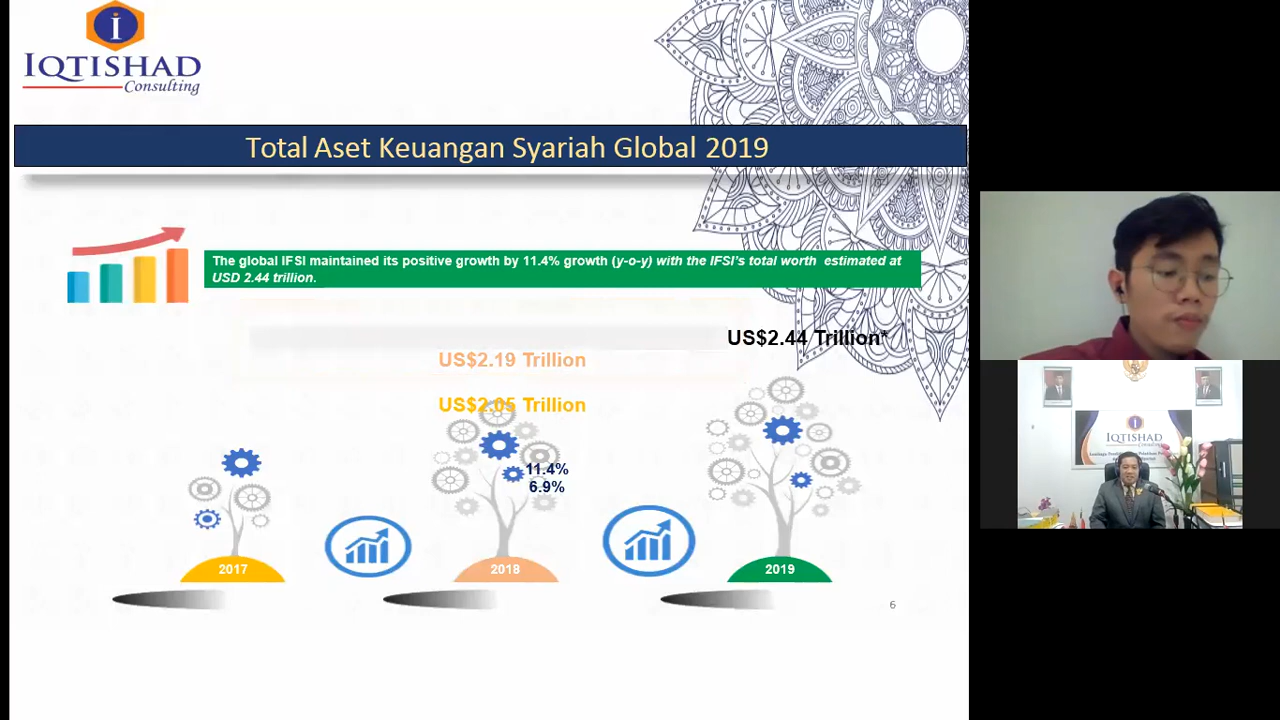 i
IQTISHAD
Consulting
Total Aset Keuangan Syariah Global 2019
The global IFSI maintained its positive growth by 11.4% growth (y-o-y) with the IFSI's total worth estimated at
USD 2.44 trillion.
US$2.44 Trillion*
US$2.19 Trillion
US$2.05 Trillion
11.4%
6.9%
2017
2018
2019
6
IQTISHAD
Consulting